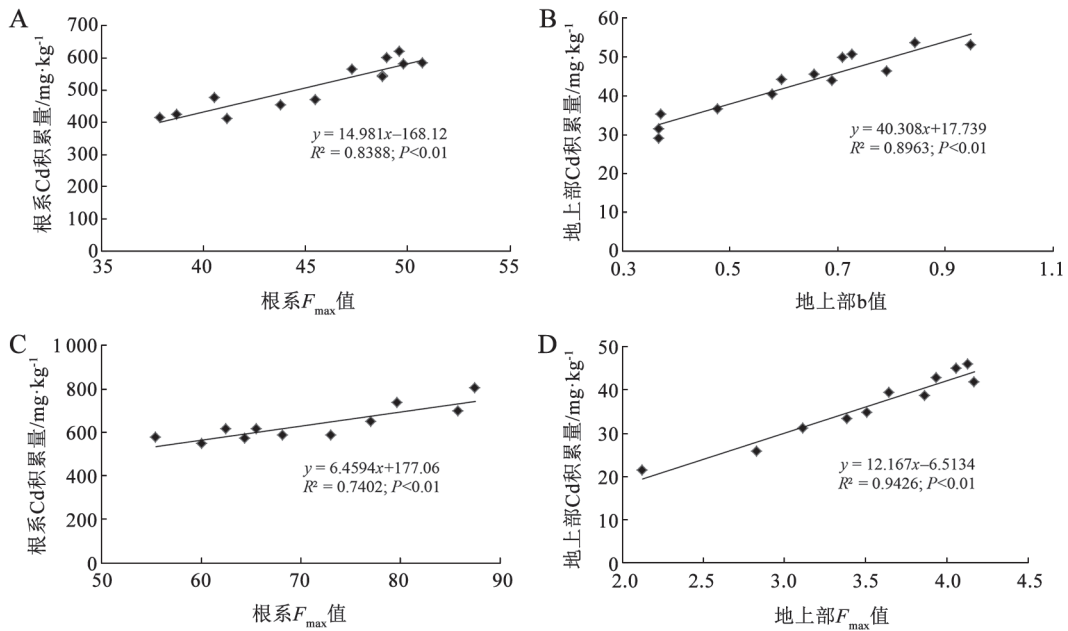 A
根系Cd积累量/mg·kg⁻¹
700
600
500
400
300
200
100
0
y = 14.981x–168.12
R² = 0.8388; P<0.01
35 40 45 50 55
根系Fmax值
B
地上部Cd积累量/mg·kg⁻¹
60
50
40
30
20
10
0
y = 40.308x+17.739
R² = 0.8963; P<0.01
0.3 0.5 0.7 0.9 1.1
地上部b值
C
根系Cd积累量/mg·kg⁻¹
1 000
800
600
400
200
0
y = 6.4594x+177.06
R² = 0.7402; P<0.01
50 60 70 80 90
根系Fmax值
D
地上部Cd积累量/mg·kg⁻¹
50
40
30
20
10
0
y = 12.167x–6.5134
R² = 0.9426; P<0.01
2.0 2.5 3.0 3.5 4.0 4.5
地上部Fmax值